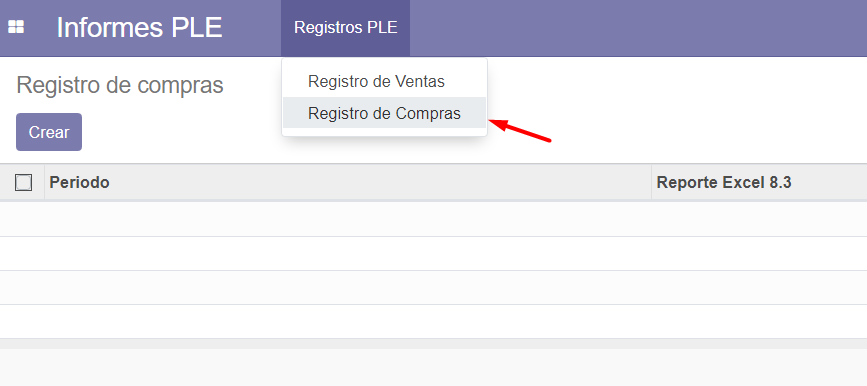 Informes PLE
Registros PLE
Registro de Ventas
Registro de compras
Registro de Compras
Crear
Periodo
Reporte Excel 8.3